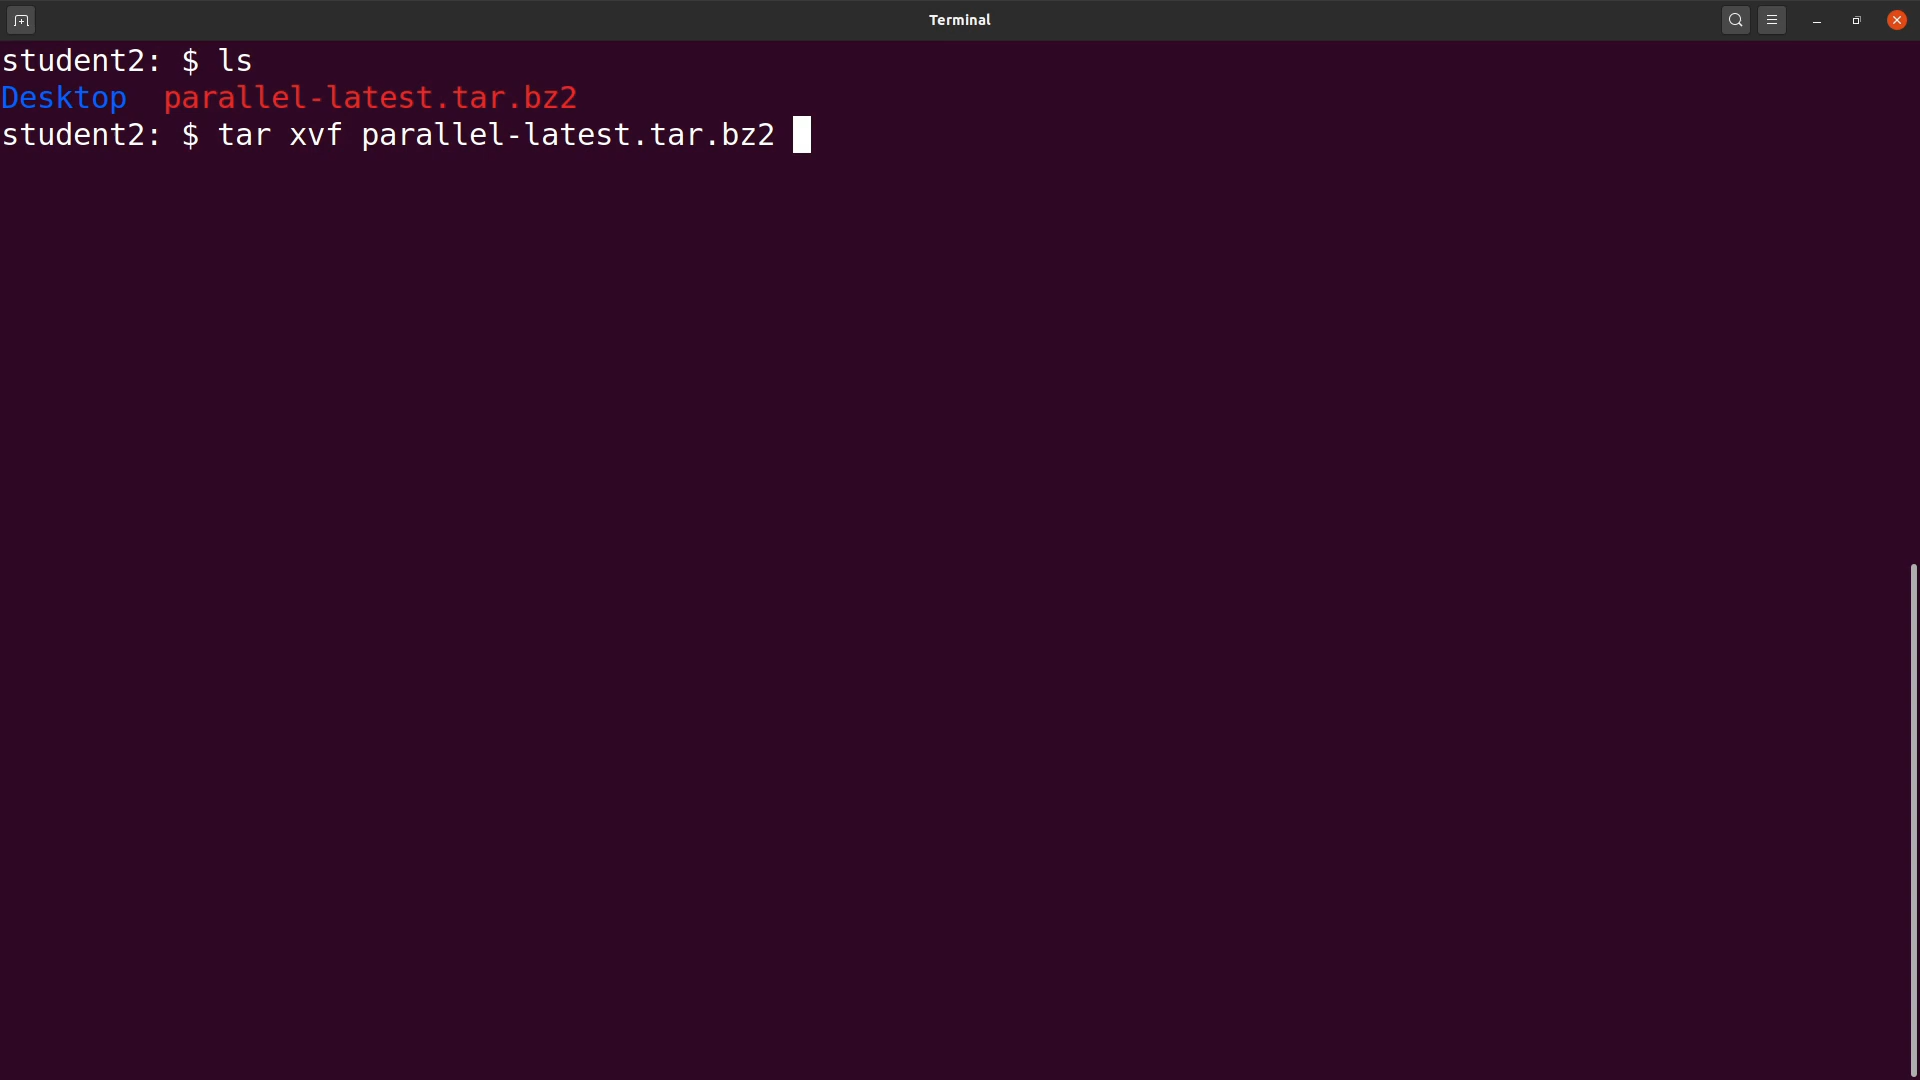 Terminal
student2: $ ls
Desktop  parallel-latest.tar.bz2
student2: $ tar xvf parallel-latest.tar.bz2